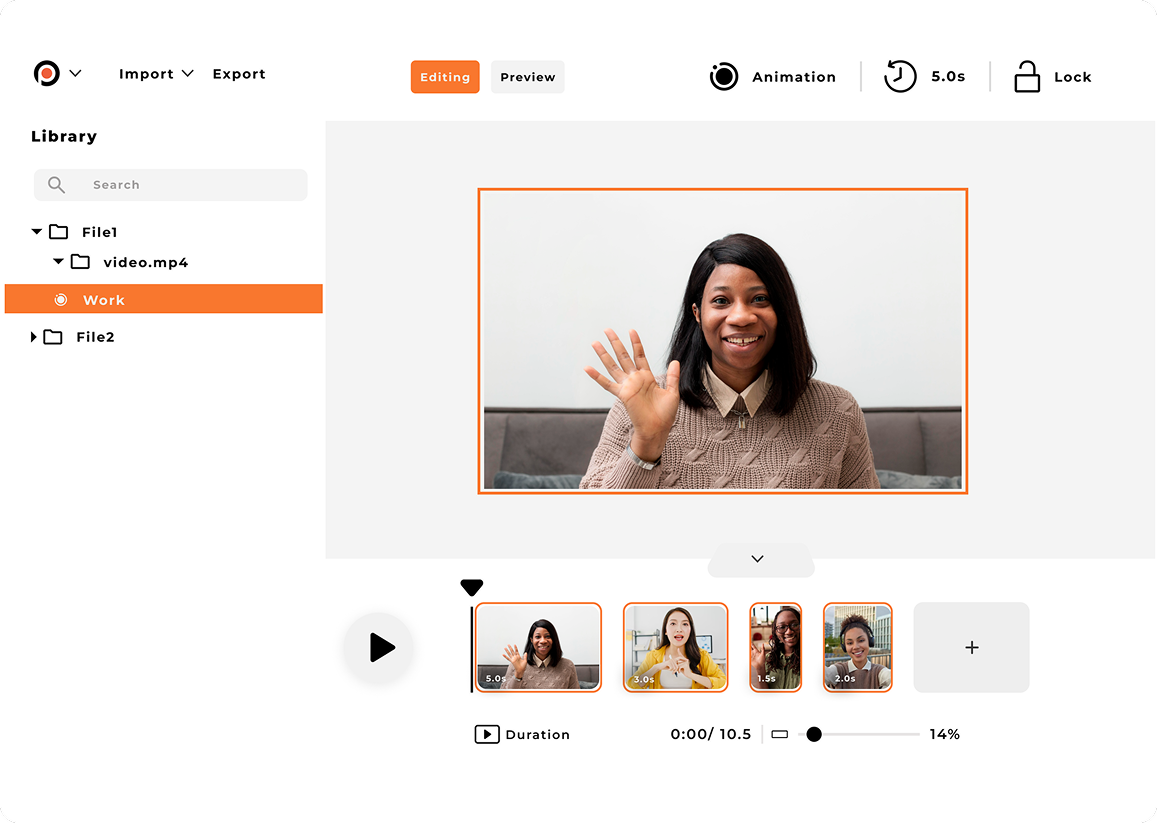 Import Export
Editing Preview
Animation 5.0s Lock
Library
Search
File1
video.mp4
Work
File2
5.0s 3.0s 1.5s 2.0s
Duration 0:00/ 10.5 14%